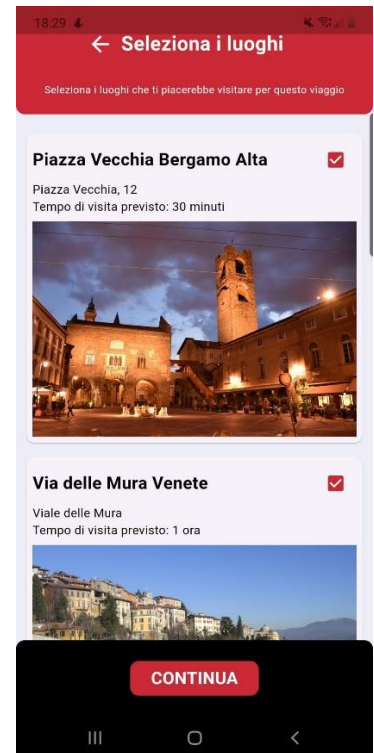 18:29
Seleziona i luoghi
Seleziona i luoghi che ti piacerebbe visitare per questo viaggio
Piazza Vecchia Bergamo Alta
Piazza Vecchia, 12
Tempo di visita previsto: 30 minuti
Via delle Mura Venete
Viale delle Mura
Tempo di visita previsto: 1 ora
CONTINUA